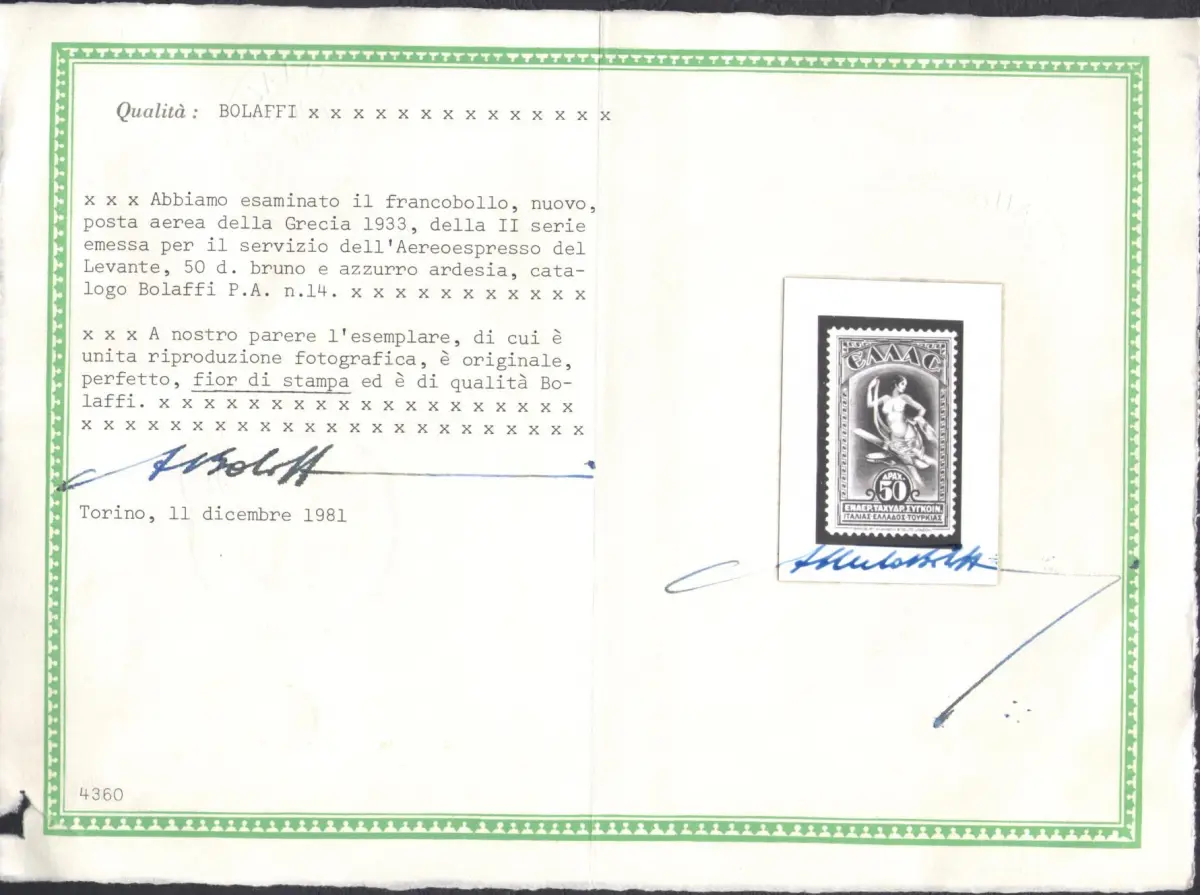 Qualità : BOLAFFI x x x x x x x x x x x x x x
x x x Abbiamo esaminato il francobollo, nuovo,
posta aerea della Grecia 1933, della II serie
emessa per il servizio dell'Aereoespresso del
Levante, 50 d. bruno e azzurro ardesia, cata-
logo Bolaffi P.A. n.14. x x x x x x x x x x x
x x x A nostro parere l'esemplare, di cui è
unita riproduzione fotografica, è originale,
perfetto, fior di stampa ed è di qualità Bo-
laffi. x x x x x x x x x x x x x x x x x x x
x x x x x x x x x x x x x x x x x x x x x x x
Torino, 11 dicembre 1981
4360
ΕΛΛΑΣ
ΔΡΑΧ.
50
ΕΝΑΕΡ.ΤΑΧΥΔΡ.ΣΥΓΚΟΙΝ.
ΙΤΑΛΙΑΣ-ΕΛΛΑΔΟΣ-ΤΟΥΡΚΙΑΣ